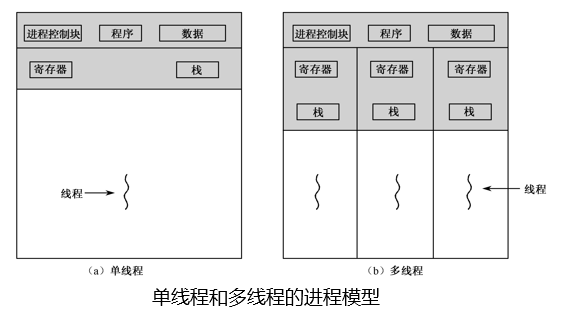 进程控制块 程序 数据 进程控制块 程序 数据
寄存器 栈 寄存器 寄存器 寄存器
栈 栈 栈
线程 线程
（a）单线程 （b）多线程
单线程和多线程的进程模型